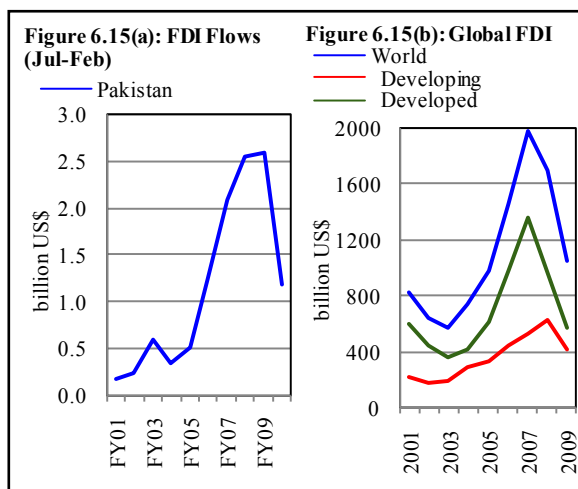 Figure 6.15(a): FDI Flows
(Jul-Feb)
Pakistan
billion US$
3.0
2.5
2.0
1.5
1.0
0.5
0.0
FY01
FY03
FY05
FY07
FY09
Figure 6.15(b): Global FDI
World
Developing
Developed
billion US$
2000
1600
1200
800
400
0
2001
2003
2005
2007
2009